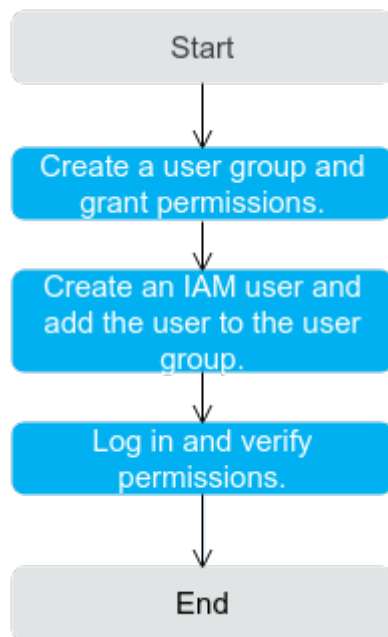 Start
Create a user group and
grant permissions.
Create an IAM user and
add the user to the user
group.
Log in and verify
permissions.
End